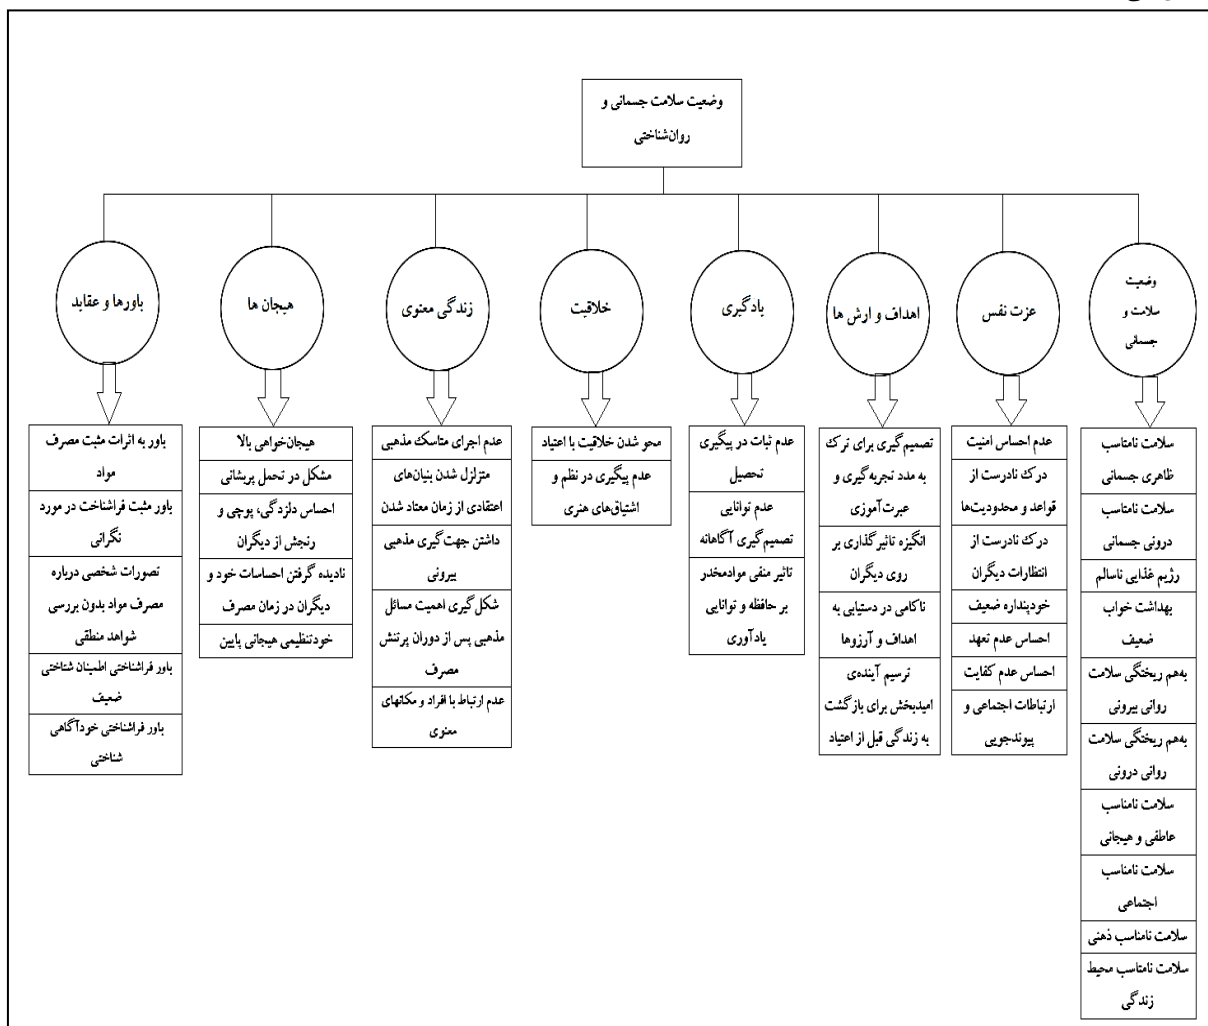 وضعیت سلامت جسمانی و
روان‌شناختی
وضعیت
سلامت و
جسمانی
عزت نفس
اهداف و ارش ها
یادگیری
خلاقیت
زندگی معنوی
هیجان ها
باورها و عقاید
سلامت نامتاسب
ظاهری جسمانی
سلامت نامتاسب
درونی جسمانی
رژیم غذایی ناسالم
بهداشت خواب
ضعیف
به‌هم ریختگی سلامت
روانی بیرونی
به‌هم ریختگی سلامت
روانی درونی
سلامت نامناسب
عاطفی و هیجانی
سلامت نامناسب
اجتماعی
سلامت نامناسب ذهنی
سلامت نامتاسب محیط
زندگی
عدم احساس امنیت
درک نادرست از
قواعد و محدودیت‌ها
درک نادرست از
انتظارات دیگران
خودپنداره ضعیف
احساس عدم تعهد
احساس عدم کفایت
ارتباطات اجتماعی و
پیوندجویی
تصمیم‌گیری برای ترک
به مدد تجربه‌گیری و
عبرت‌آموزی
انگیزه تاثیرگذاری بر
روی دیگران
ناکامی در دستیابی به
اهداف و آرزوها
ترسیم آینده‌ی
امیدبخش برای بازگشت
به زندگی قبل از اعتیاد
عدم ثبات در پیگیری
تحصیل
عدم توانایی
تصمیم‌گیری آگاهانه
تاثیر منفی موادمخدر
بر حافظه و توانایی
یادآوری
محو شدن خلاقیت با اعتیاد
عدم پیگیری در نظم و
اشتیاق‌های هنری
عدم اجرای متاسک مذهبی
متزلزل شدن بنیان‌های
اعتقادی از زمان معتاد شدن
داشتن جهت‌گیری مذهبی
بیرونی
شکل‌گیری اهمیت مسائل
مذهبی پس از دوران پرتنش
مصرف
عدم ارتباط با افراد و مکانهای
معنوی
هیجان‌خواهی بالا
مشکل در تحمل پریشانی
احساس دلزدگی، پوچی و
رنجش از دیگران
نادیده گرفتن احساسات خود و
دیگران در زمان مصرف
خودتنظیمی هیجانی پایین
باور به اثرات مثبت مصرف
مواد
باور مثبت فراشناخت در مورد
نگرانی
تصورات شخصی درباره
مصرف مواد بدون بررسی
شواهد منطقی
باور فراشناختی اطمینان شناختی
ضعیف
باور فراشناختی خودآگاهی
شناختی